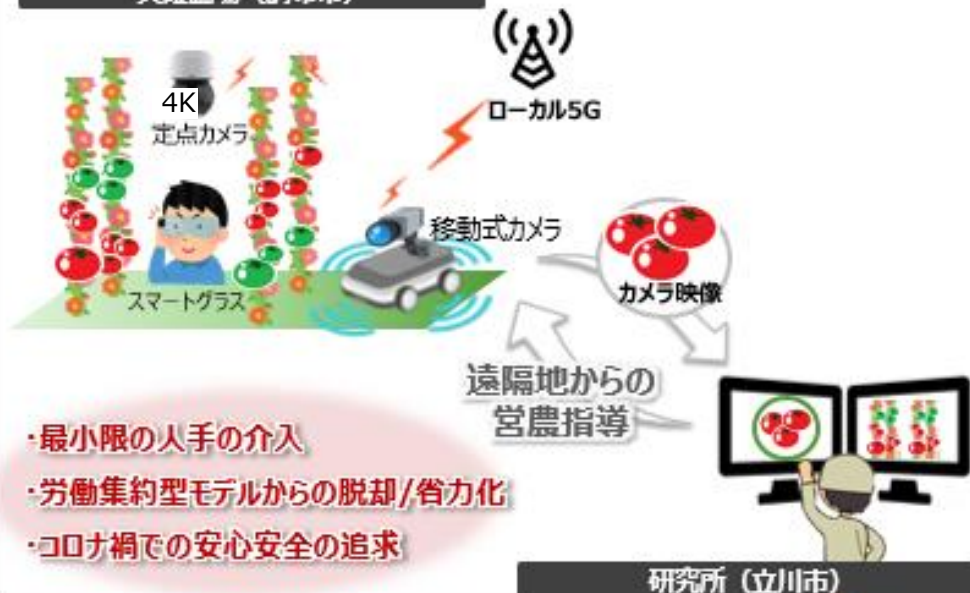 4K
定点カメラ
ローカル5G
移動式カメラ
スマートグラス
カメラ映像
遠隔地からの
営農指導
・最小限の人手の介入
・労働集約型モデルからの脱却/省力化
・コロナ禍での安心安全の追求
研究所（立川市）